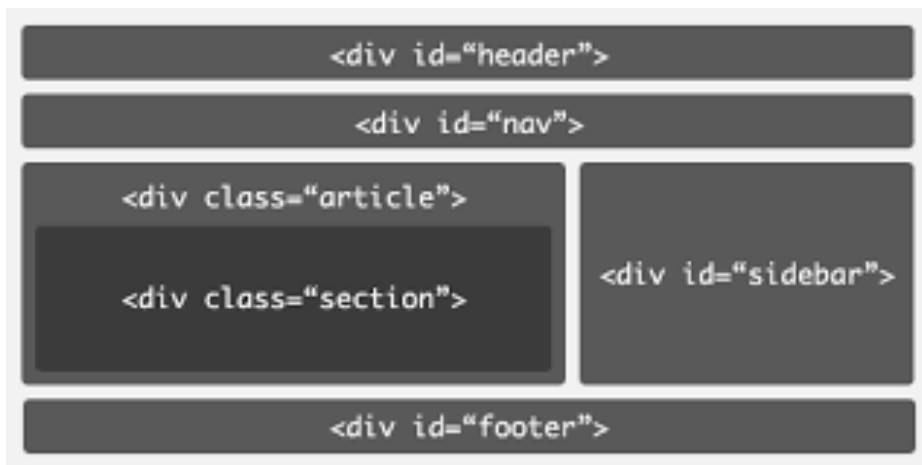 <div id=“header”>
<div id=“nav”>
<div class=“article”>
<div class=“section”>
<div id=“sidebar”>
<div id=“footer”>